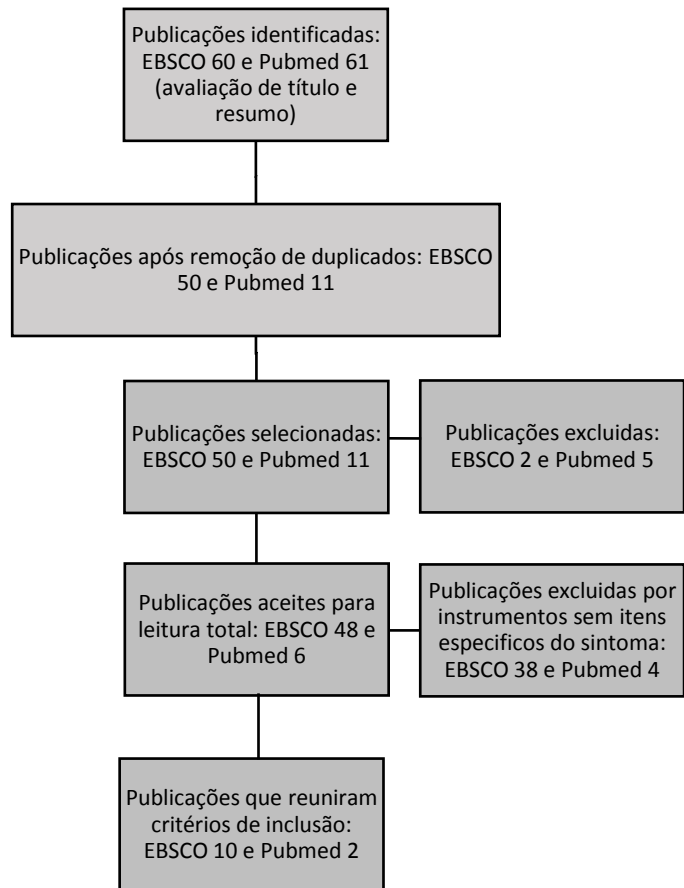 Publicações identificadas:
EBSCO 60 e Pubmed 61
(avaliação de título e
resumo)
Publicações após remoção de duplicados: EBSCO
50 e Pubmed 11
Publicações selecionadas:
EBSCO 50 e Pubmed 11
Publicações excluidas:
EBSCO 2 e Pubmed 5
Publicações aceites para
leitura total: EBSCO 48 e
Pubmed 6
Publicações excluidas por
instrumentos sem itens
especificos do sintoma:
EBSCO 38 e Pubmed 4
Publicações que reuniram
critérios de inclusão:
EBSCO 10 e Pubmed 2